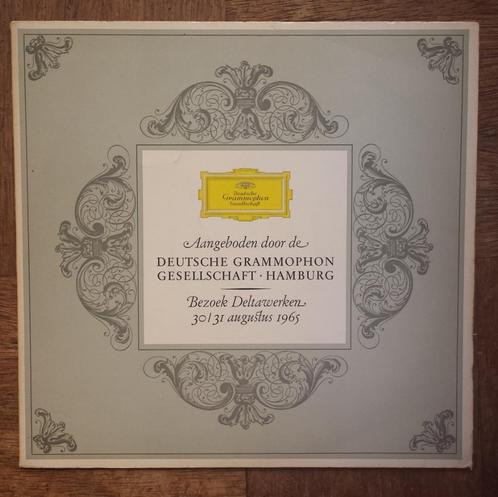 Deutsche
Grammophon
Gesellschaft
Aangeboden door de
DEUTSCHE GRAMMOPHON
GESELLSCHAFT · HAMBURG
Bezoek Deltawerken
30/31 augustus 1965